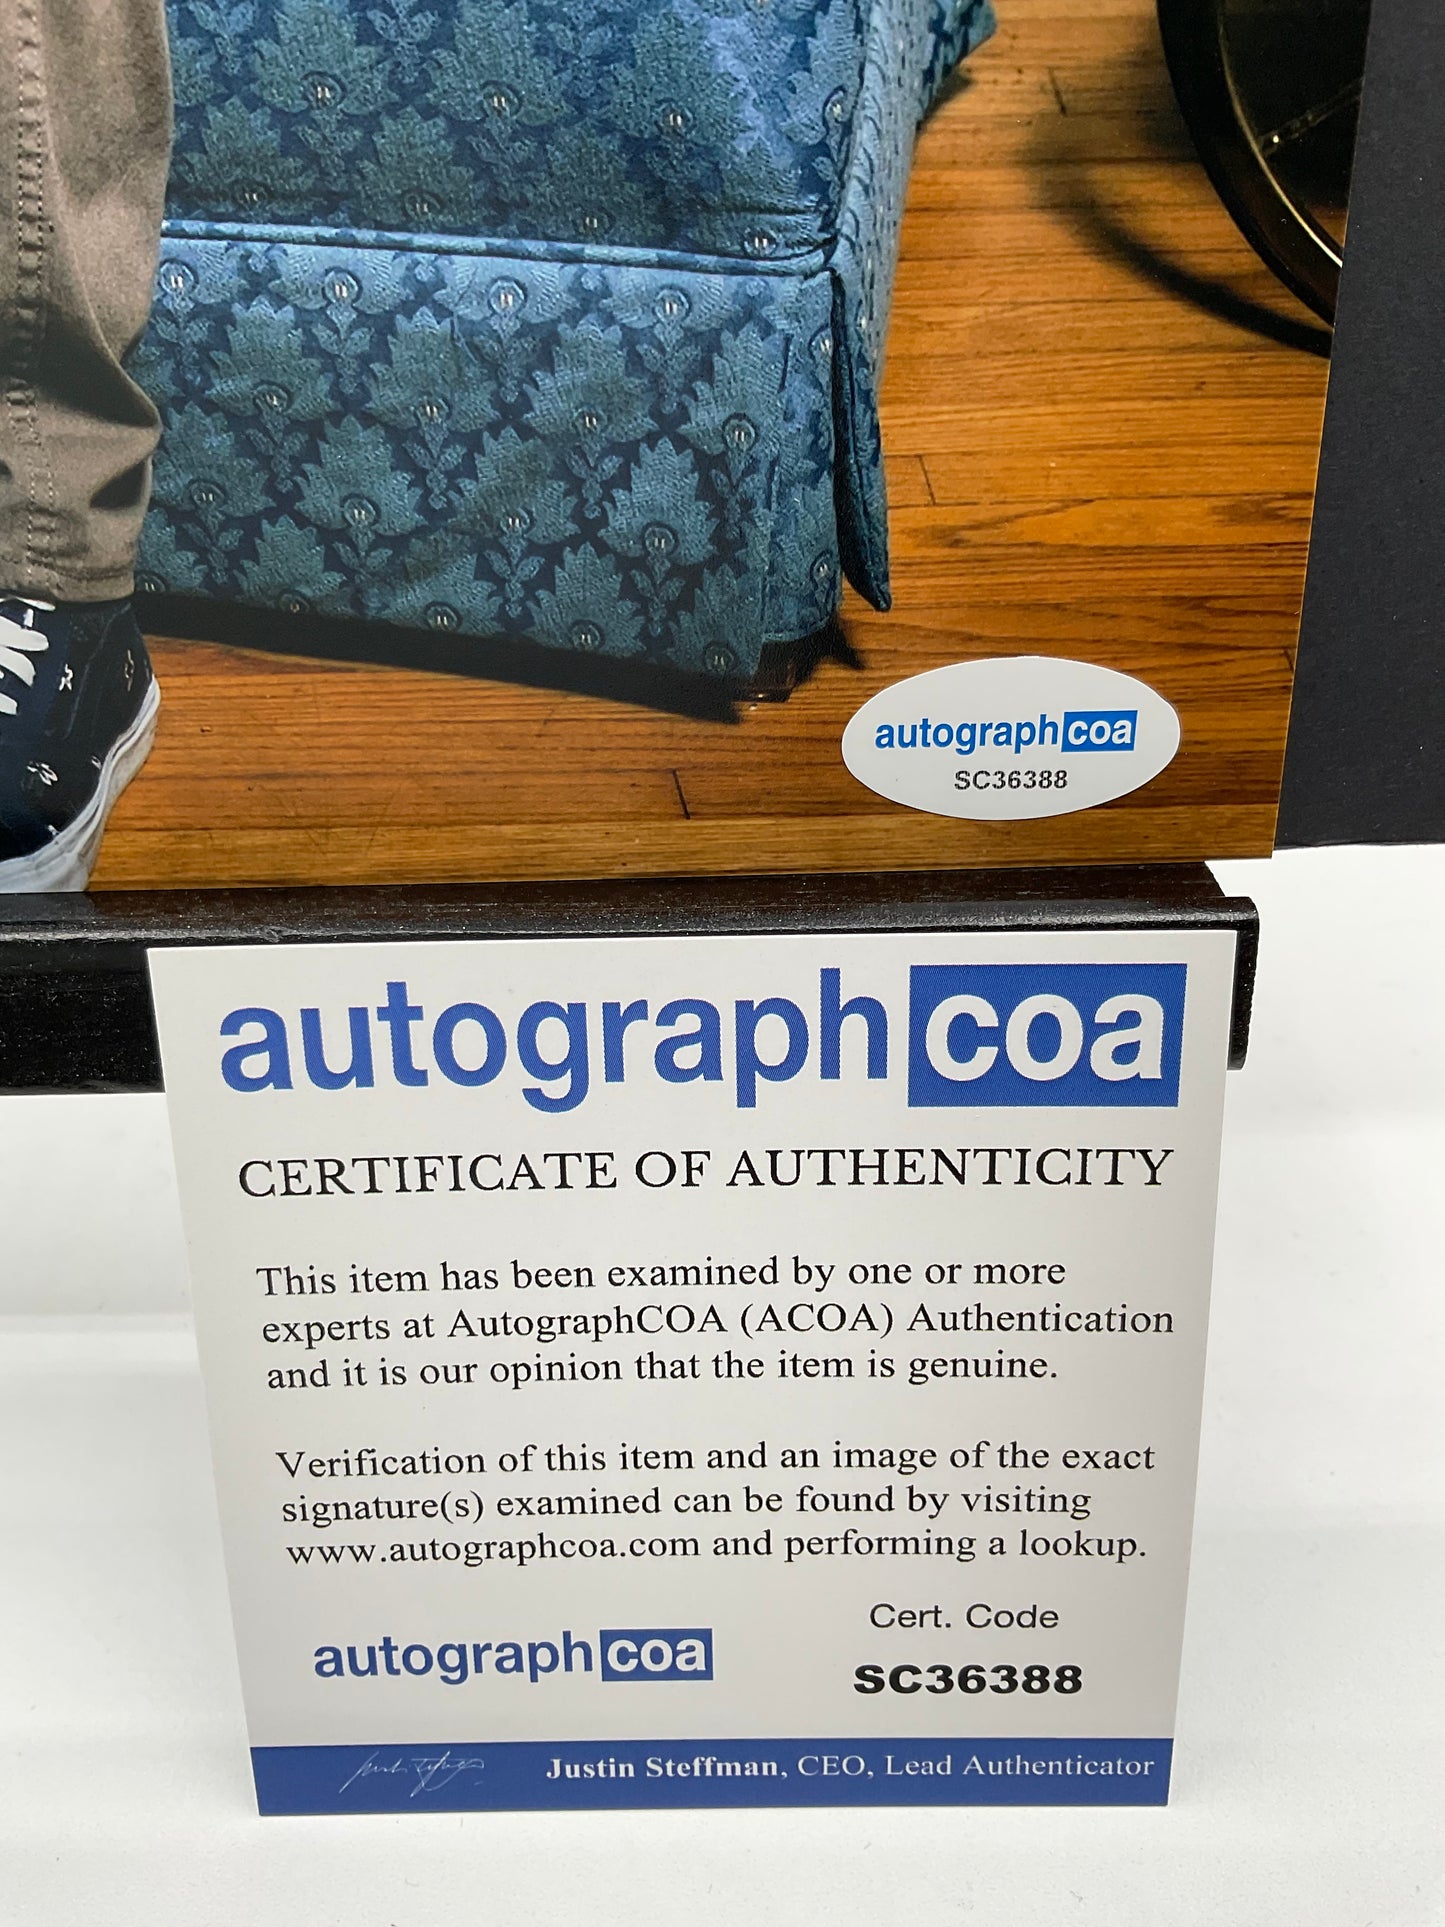 autographcoa
SC36388
autographcoa
CERTIFICATE OF AUTHENTICITY
This item has been examined by one or more
experts at AutographCOA (ACOA) Authentication
and it is our opinion that the item is genuine.
Verification of this item and an image of the exact
signature(s) examined can be found by visiting
www.autographcoa.com and performing a lookup.
autographcoa
Cert. Code
SC36388
Justin Steffman, CEO, Lead Authenticator